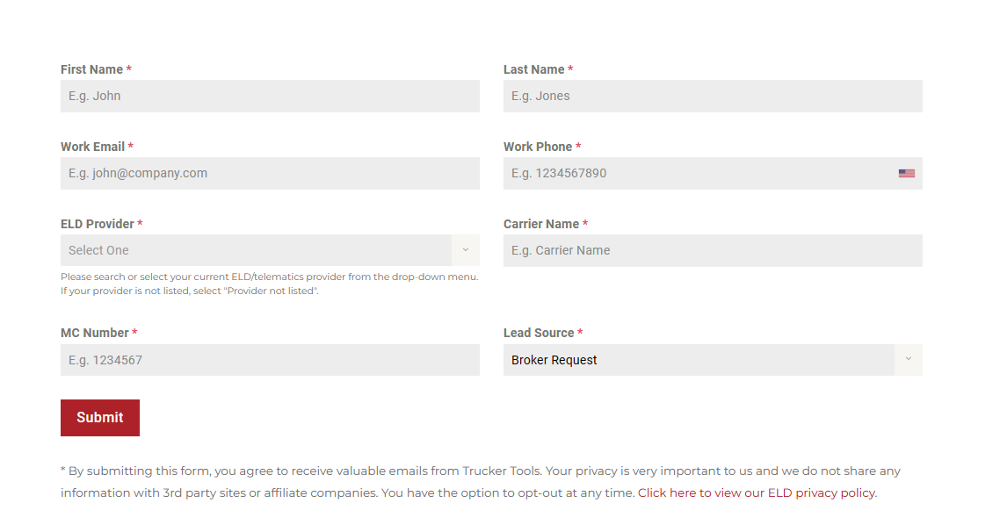 First Name *
Last Name *
E.g. John
E.g. Jones
Work Email *
Work Phone *
E.g. john@company.com
E.g. 1234567890
ELD Provider *
Carrier Name *
Select One
E.g. Carrier Name
Please search or select your current ELD/telematics provider from the drop-down menu.
If your provider is not listed, select "Provider not listed".
MC Number *
Lead Source *
E.g. 1234567
Broker Request
Submit
* By submitting this form, you agree to receive valuable emails from Trucker Tools. Your privacy is very important to us and we do not share any
information with 3rd party sites or affiliate companies. You have the option to opt-out at any time. Click here to view our ELD privacy policy.